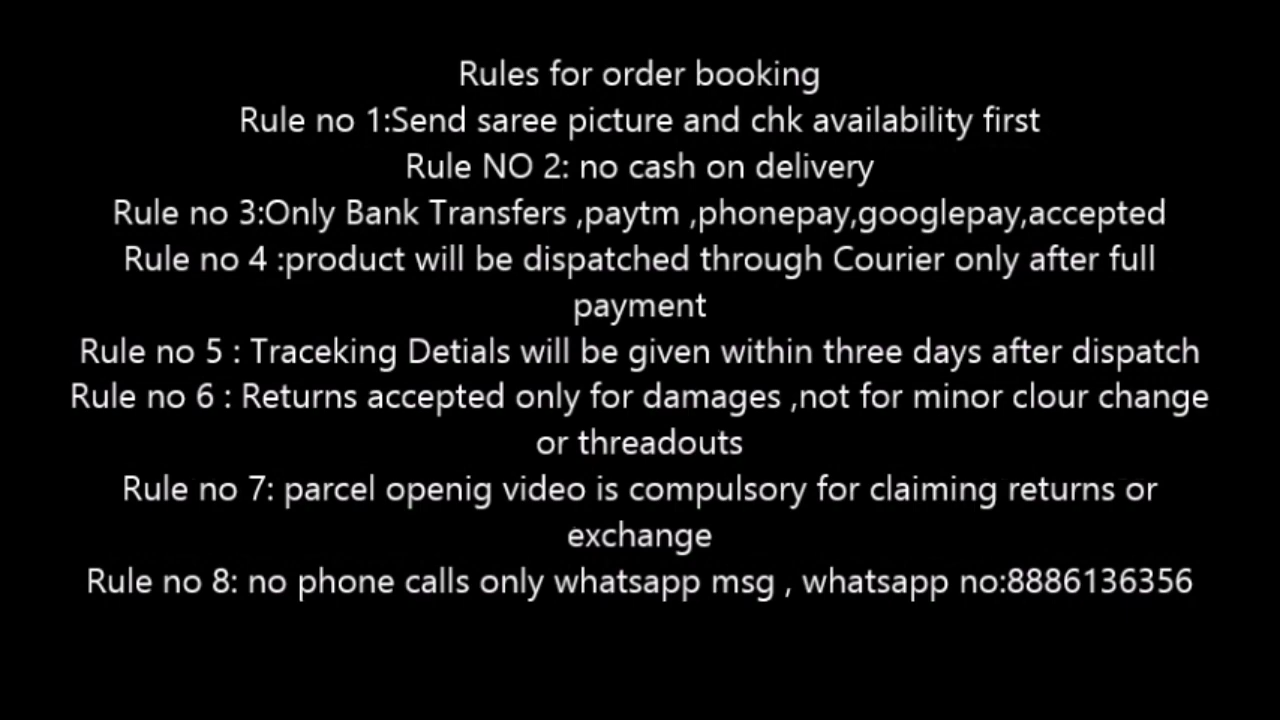 Rules for order booking
Rule no 1:Send saree picture and chk availability first
Rule NO 2: no cash on delivery
Rule no 3:Only Bank Transfers ,paytm ,phonepay,googlepay,accepted
Rule no 4 :product will be dispatched through Courier only after full
payment
Rule no 5 : Traceking Detials will be given within three days after dispatch
Rule no 6 : Returns accepted only for damages ,not for minor clour change
or threadouts
Rule no 7: parcel openig video is compulsory for claiming returns or
exchange
Rule no 8: no phone calls only whatsapp msg , whatsapp no:8886136356